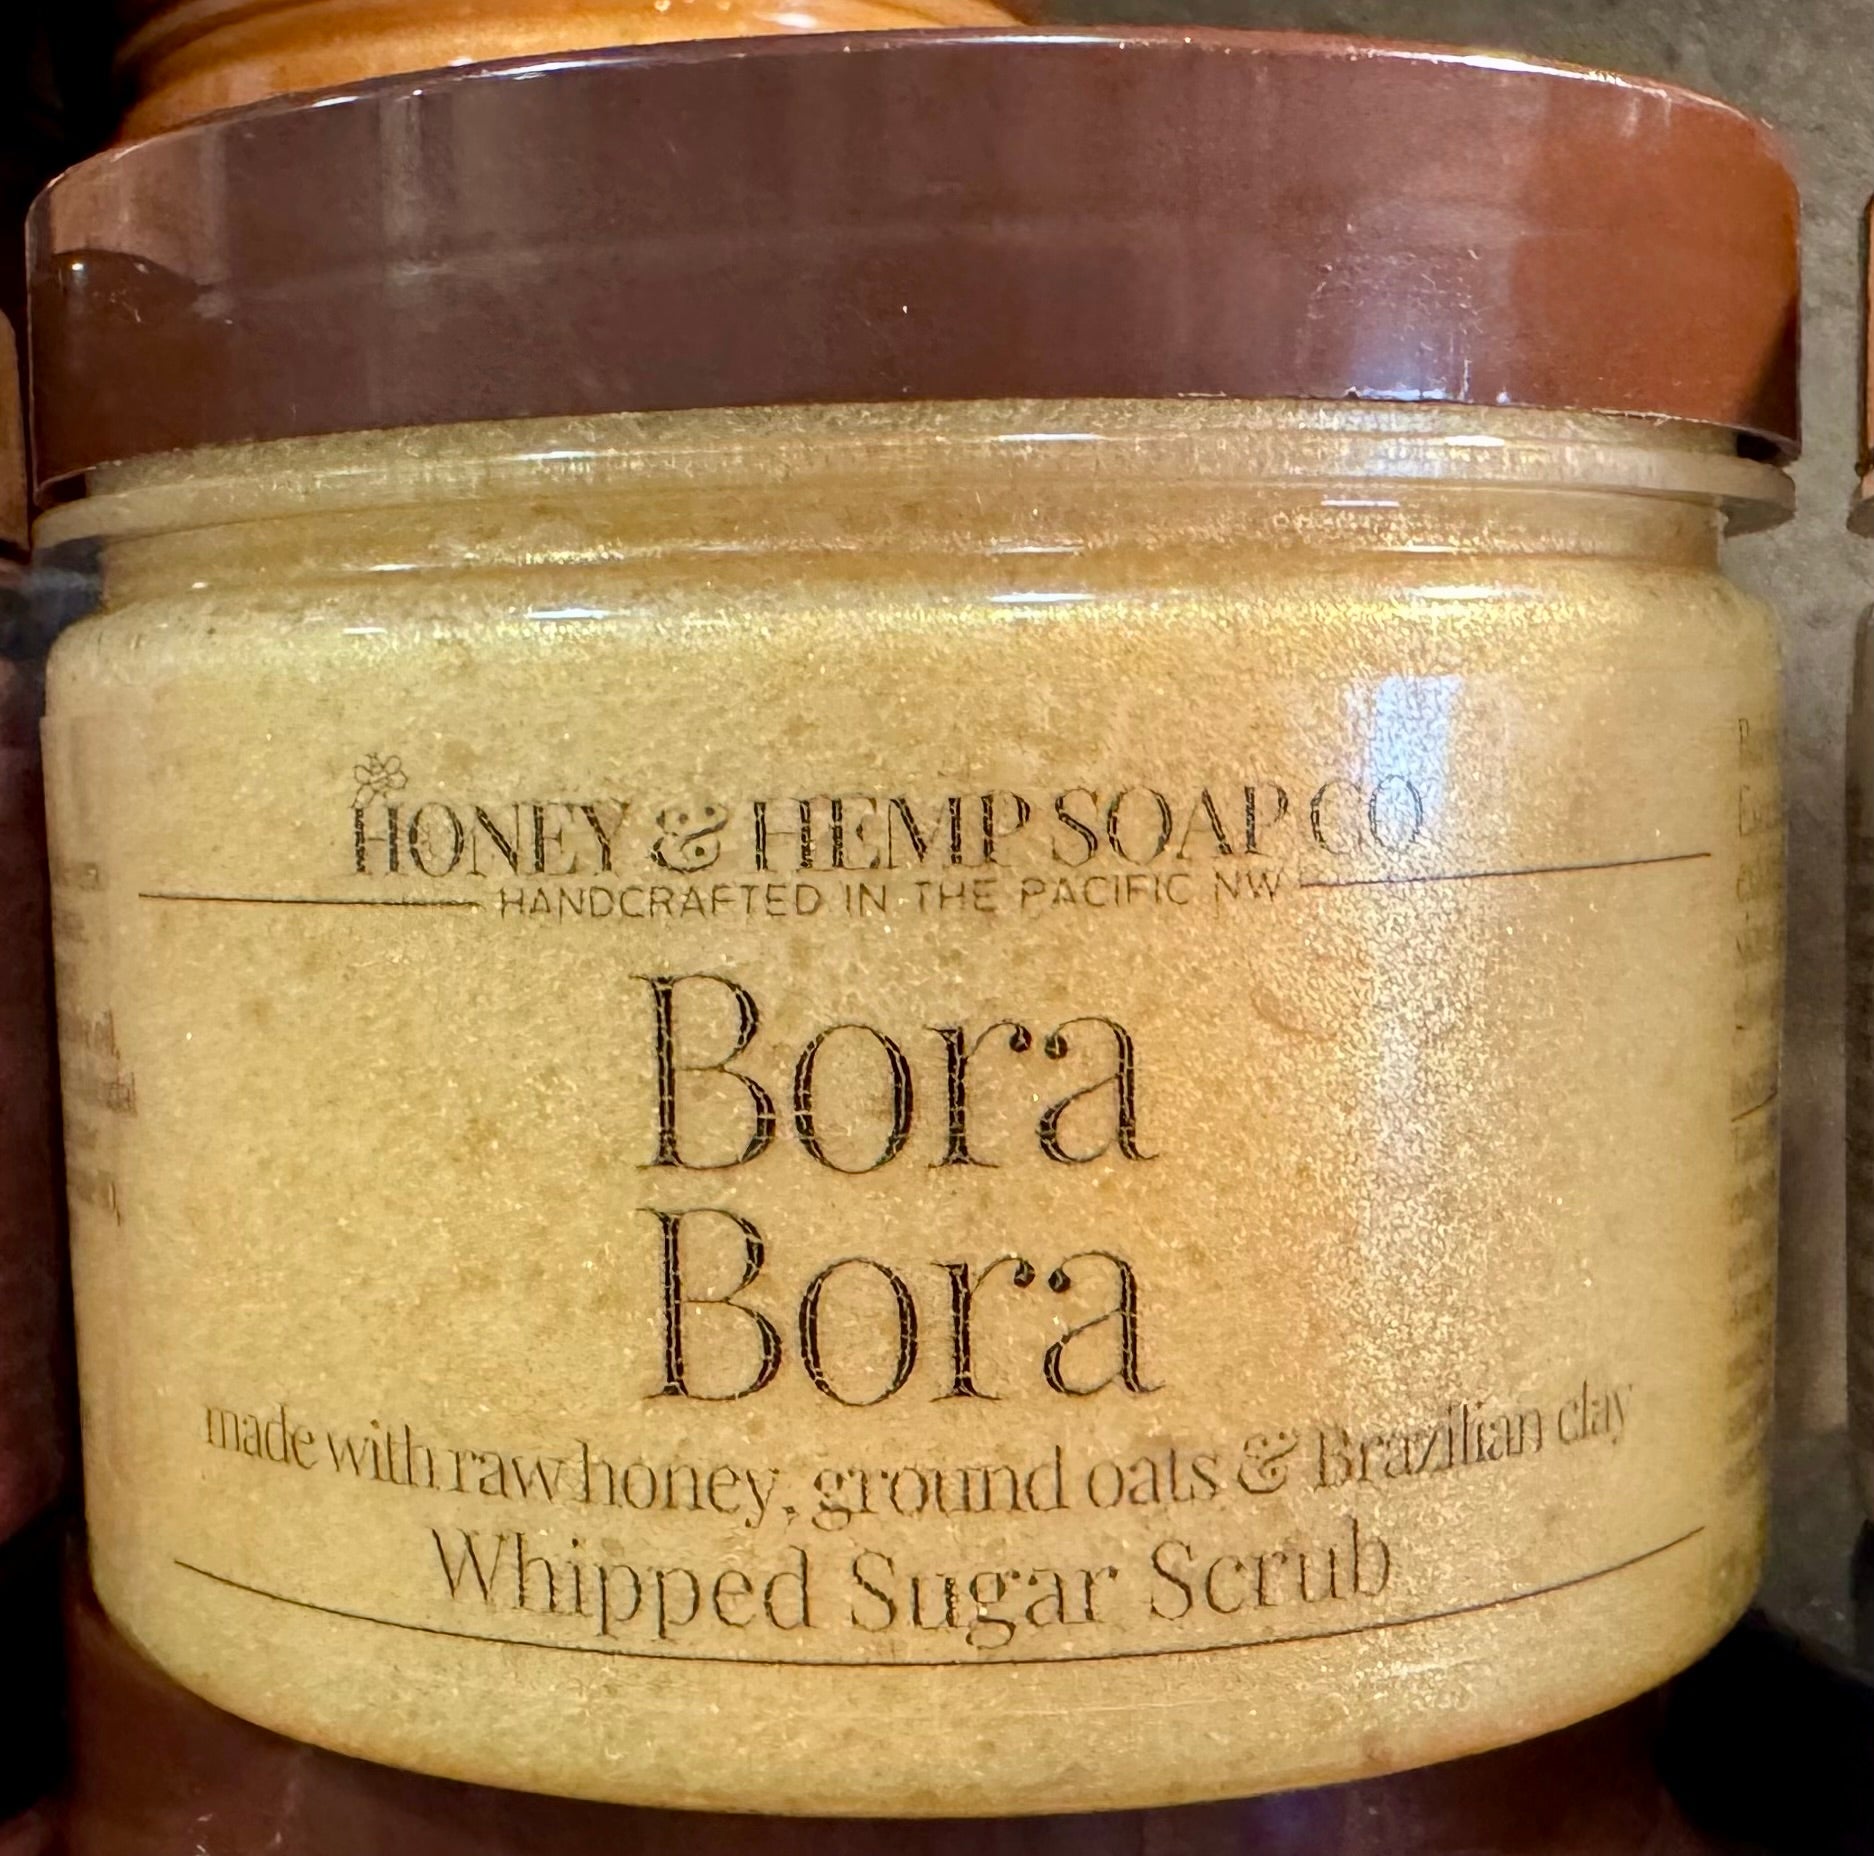 HONEY & HEMP SOAP CO
HANDCRAFTED IN THE PACIFIC NW
Bora
Bora
made with raw honey, ground oats & Brazilian clay
Whipped Sugar Scrub